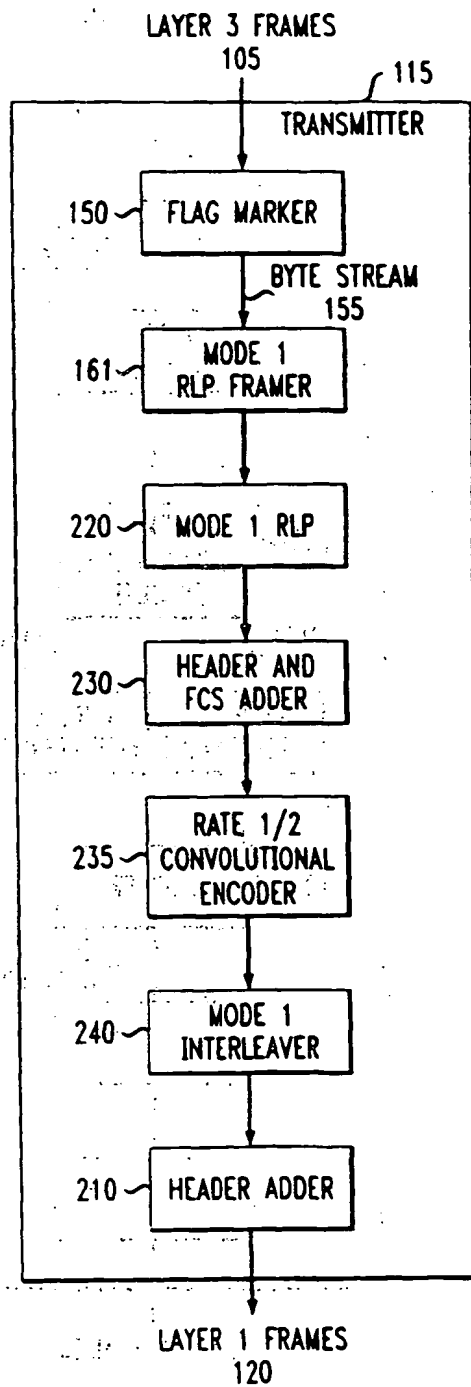 LAYER 3 FRAMES
105
115
TRANSMITTER
150
FLAG MARKER
BYTE STREAM
155
161
MODE 1
RLP FRAMER
220
MODE 1 RLP
230
HEADER AND
FCS ADDER
235
RATE 1/2
CONVOLUTIONAL
ENCODER
240
MODE 1
INTERLEAVER
210
HEADER ADDER
LAYER 1 FRAMES
120